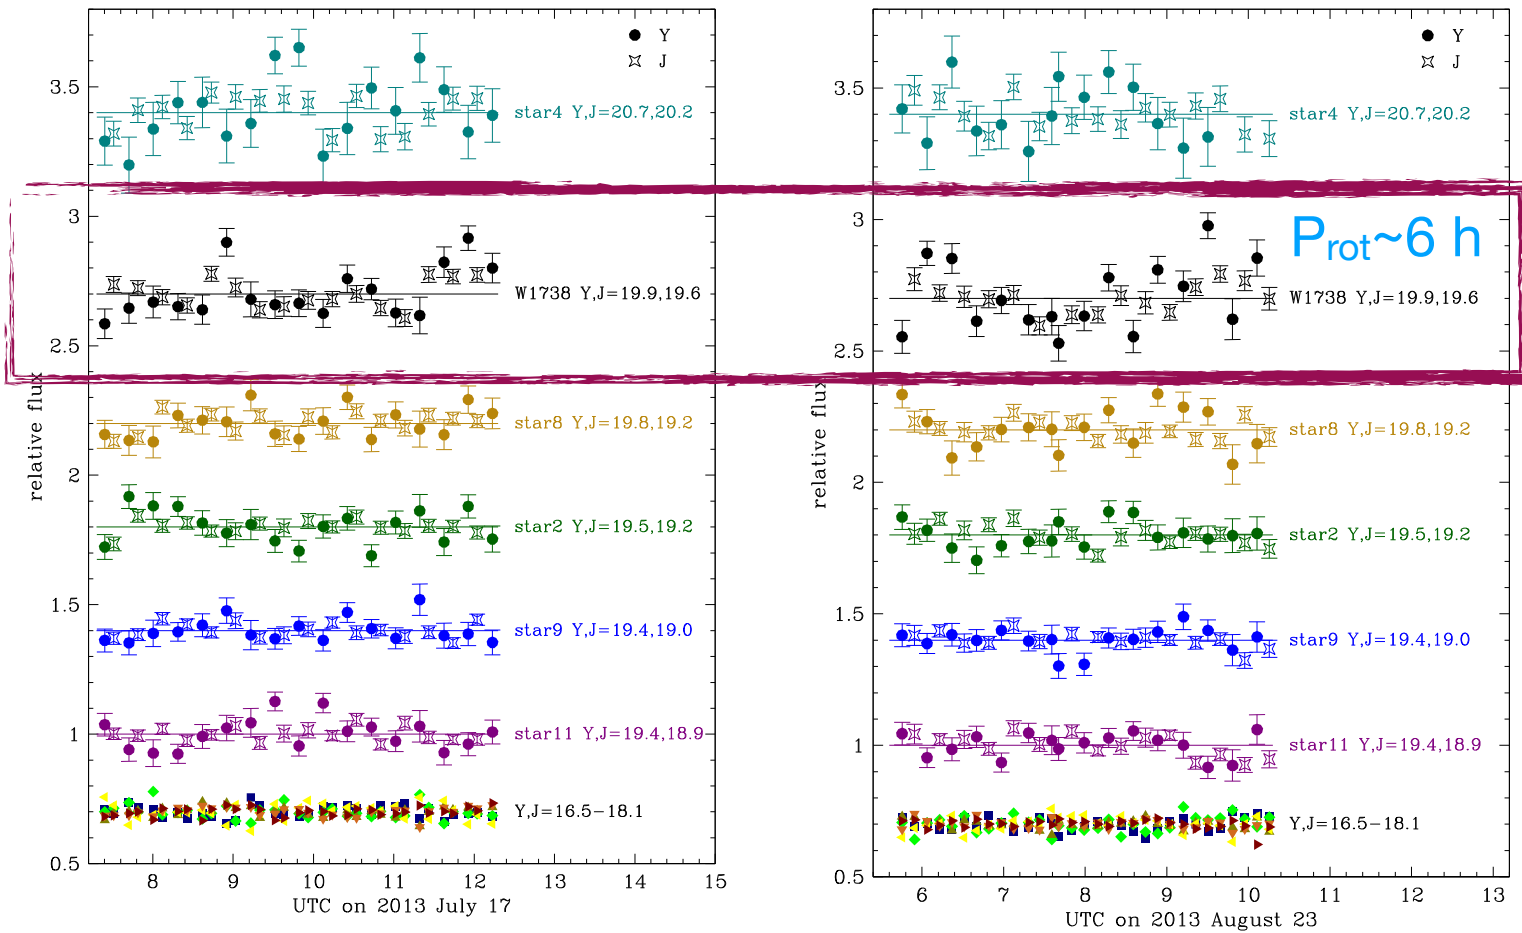 Y
J
3.5
star4 Y,J=20.7,20.2
3
W1738 Y,J=19.9,19.6
2.5
relative flux
star8 Y,J=19.8,19.2
2
star2 Y,J=19.5,19.2
1.5
star9 Y,J=19.4,19.0
1
star11 Y,J=19.4,18.9
Y,J=16.5−18.1
0.5
8 9 10 11 12 13 14 15
UTC on 2013 July 17
Y
J
3.5
star4 Y,J=20.7,20.2
3
Prot~6 h
W1738 Y,J=19.9,19.6
2.5
relative flux
star8 Y,J=19.8,19.2
2
star2 Y,J=19.5,19.2
1.5
star9 Y,J=19.4,19.0
1
star11 Y,J=19.4,18.9
Y,J=16.5−18.1
0.5
6 7 8 9 10 11 12 13
UTC on 2013 August 23